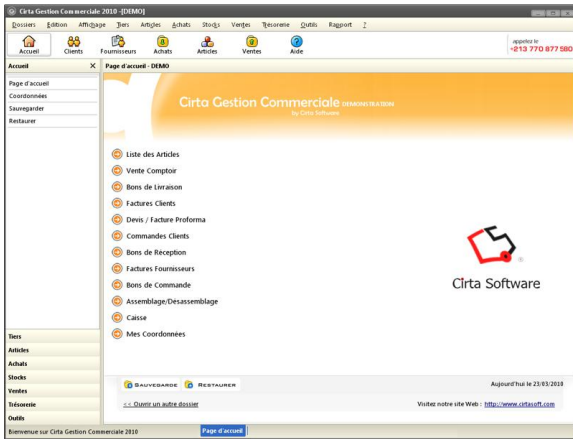 Cirta Gestion Commerciale 2010 -[DEMO]
Dossiers Edition Affichage Tiers Articles Achats Stocks Ventes Trésorerie Outils Rapport ?
Accueil Clients Fournisseurs Achats Articles Ventes Aide
appelez le
+213 770 877 580
Accueil X
Page d'accueil - DEMO
Page d'accueil
Coordonnées
Sauvegarder
Restaurer
Cirta Gestion Commerciale DEMONSTRATION
by Cirta Software
Liste des Articles
Vente Comptoir
Bons de Livraison
Factures Clients
Devis / Facture Proforma
Commandes Clients
Bons de Réception
Factures Fournisseurs
Bons de Commande
Assemblage/Désassemblage
Caisse
Mes Coordonnées
Cirta Software
Tiers
Articles
Achats
Stocks
Ventes
Trésorerie
Outils
SAUVEGARDE RESTAURER
Aujourd'hui le 23/03/2010
<< Ouvrir un autre dossier
Visitez notre site Web : http://www.cirtasoft.com
Bienvenue sur Cirta Gestion Commerciale 2010
Page d'accueil